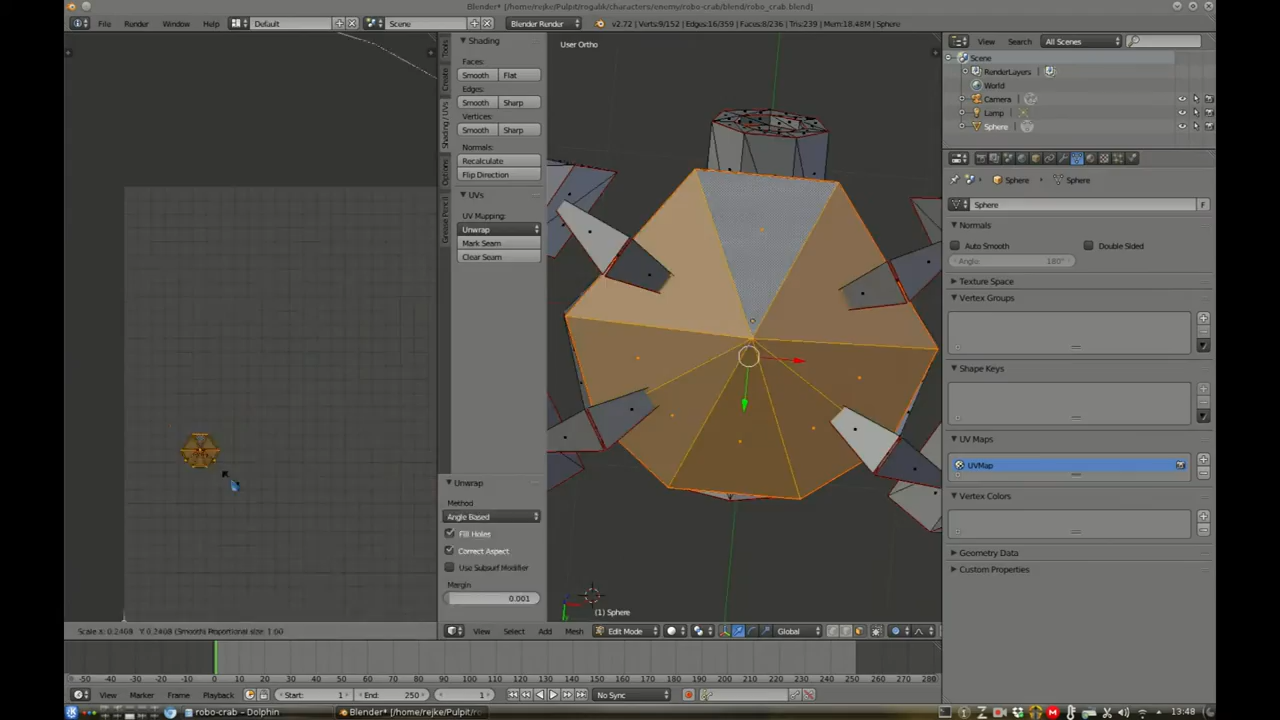 Blender* [/home/rejke/Pulpit/rogalik/characters/enemy/robo-crab/blend/robo_crab.blend]
File Render Window Help Default Scene Blender Render v2.72 | Verts:9/152 | Edges:16/359 | Faces:8/236 | Tris:239 | Mem:18.48M | Sphere
Tools
Create
Shading / UVs
Options
Grease Pencil
Shading
Faces:
Smooth Flat
Edges:
Smooth Sharp
Vertices:
Smooth Sharp
Normals:
Recalculate
Flip Direction
UVs
UV Mapping:
Unwrap
Mark Seam
Clear Seam
Unwrap
Method
Angle Based
Fill Holes
Correct Aspect
Use Subsurf Modifier
Margin
0.001
User Ortho
(1) Sphere
View Search All Scenes
Scene
RenderLayers
World
Camera
Lamp
Sphere
Sphere Sphere
Sphere F
Normals
Auto Smooth Double Sided
Angle: 180°
Texture Space
Vertex Groups
Shape Keys
UV Maps
UVMap
Vertex Colors
Geometry Data
Custom Properties
Scale X: 0.2408 Y: 0.2408 (Smooth) Proportional size: 1.00
View Select Add Mesh Edit Mode Global
-50 -40 -30 -20 -10 0 10 20 30 40 50 60 70 80 90 100 110 120 130 140 150 160 170 180 190 200 210 220 230 240 250 260 270 280
View Marker Frame Playback Start: 1 End: 250 1 No Sync
robo-crab : Dolphin Blender* [/home/rejke/Pulpit/ro 13:48